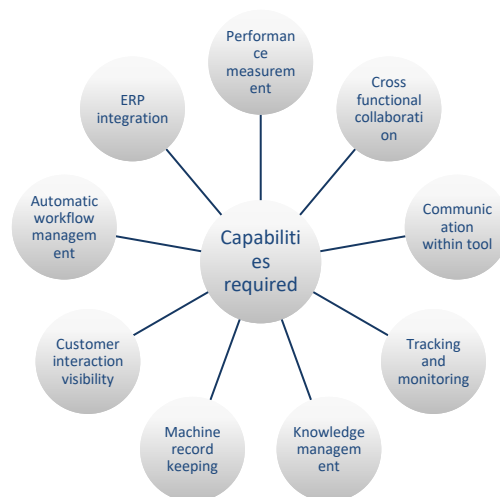 Performan
ce
measurem
ent
Cross
functional
collaborati
on
Communic
ation
within tool
Tracking
and
monitoring
Knowledge
managem
ent
Machine
record
keeping
Customer
interaction
visibility
Automatic
workflow
managem
ent
ERP
integration
Capabiliti
es
required